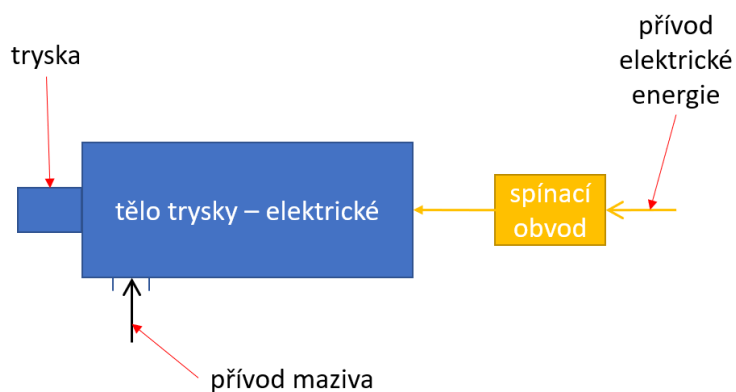 přívod
elektrické
energie
tryska
tělo trysky – elektrické
spínací
obvod
přívod maziva